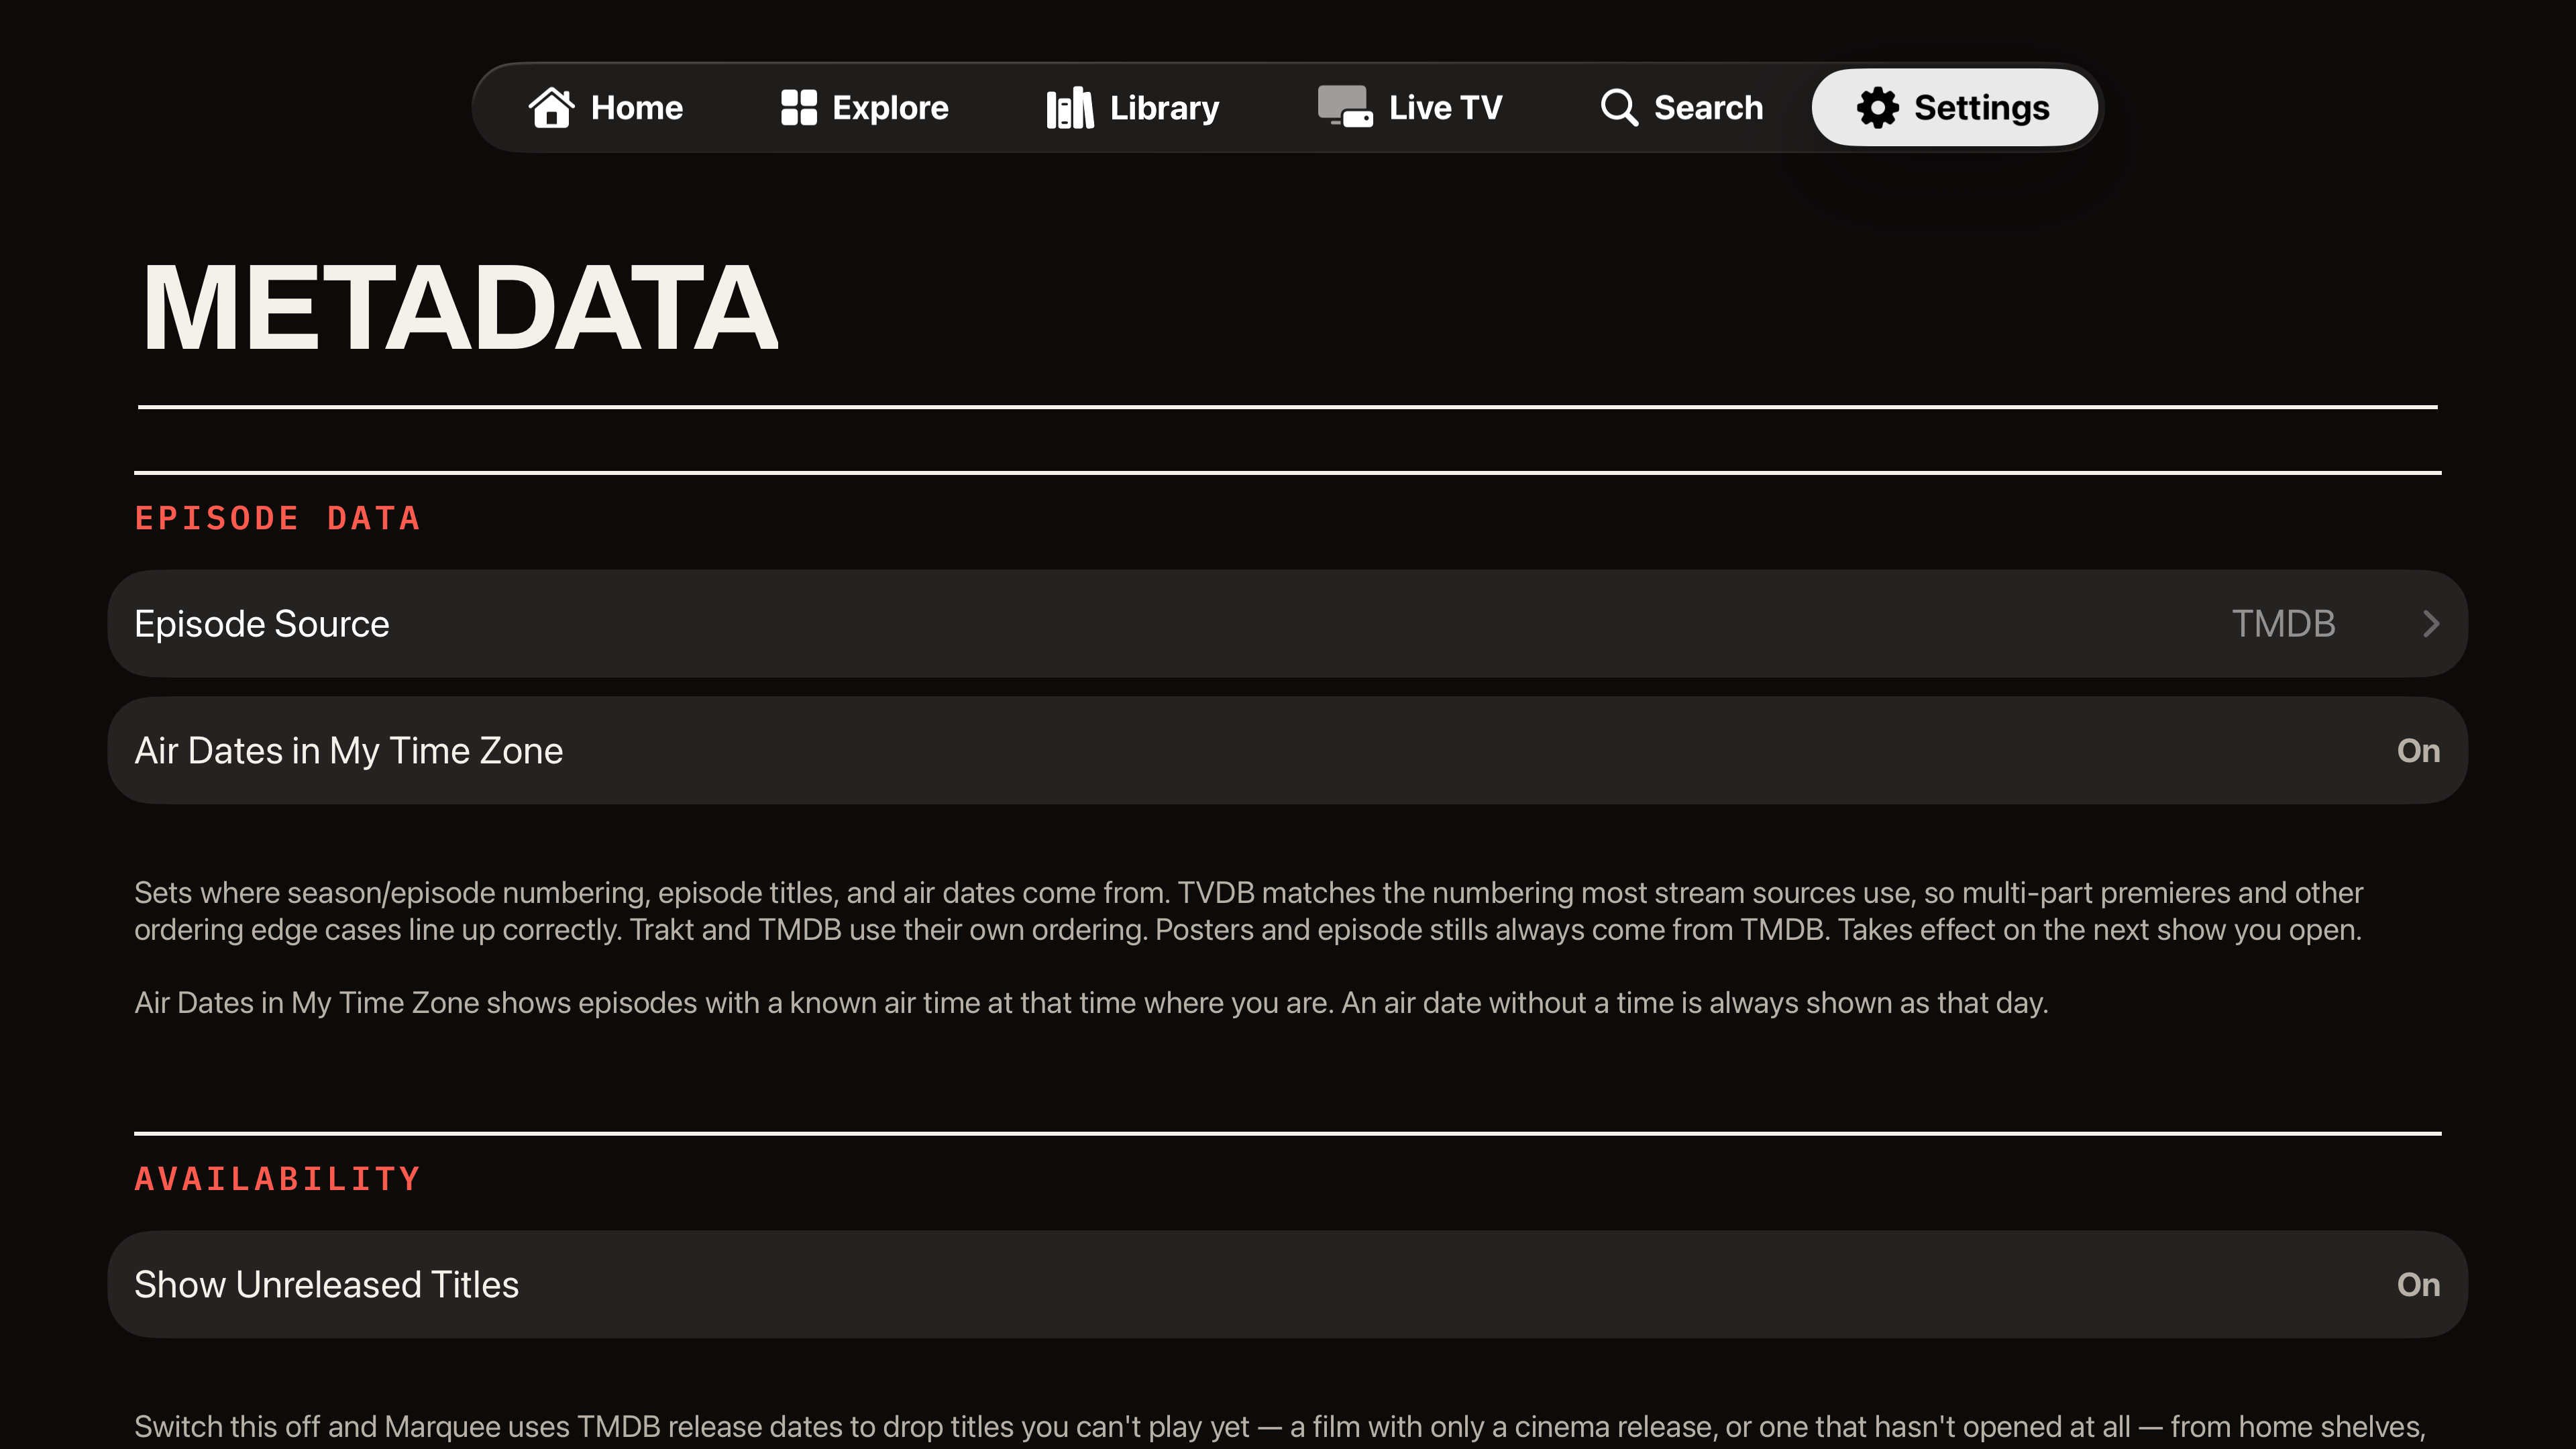 Home Explore Library Live TV Search Settings
METADATA
EPISODE DATA
Episode Source TMDB
Air Dates in My Time Zone On
Sets where season/episode numbering, episode titles, and air dates come from. TVDB matches the numbering most stream sources use, so multi-part premieres and other
ordering edge cases line up correctly. Trakt and TMDB use their own ordering. Posters and episode stills always come from TMDB. Takes effect on the next show you open.
Air Dates in My Time Zone shows episodes with a known air time at that time where you are. An air date without a time is always shown as that day.
AVAILABILITY
Show Unreleased Titles On
Switch this off and Marquee uses TMDB release dates to drop titles you can't play yet — a film with only a cinema release, or one that hasn't opened at all — from home shelves,